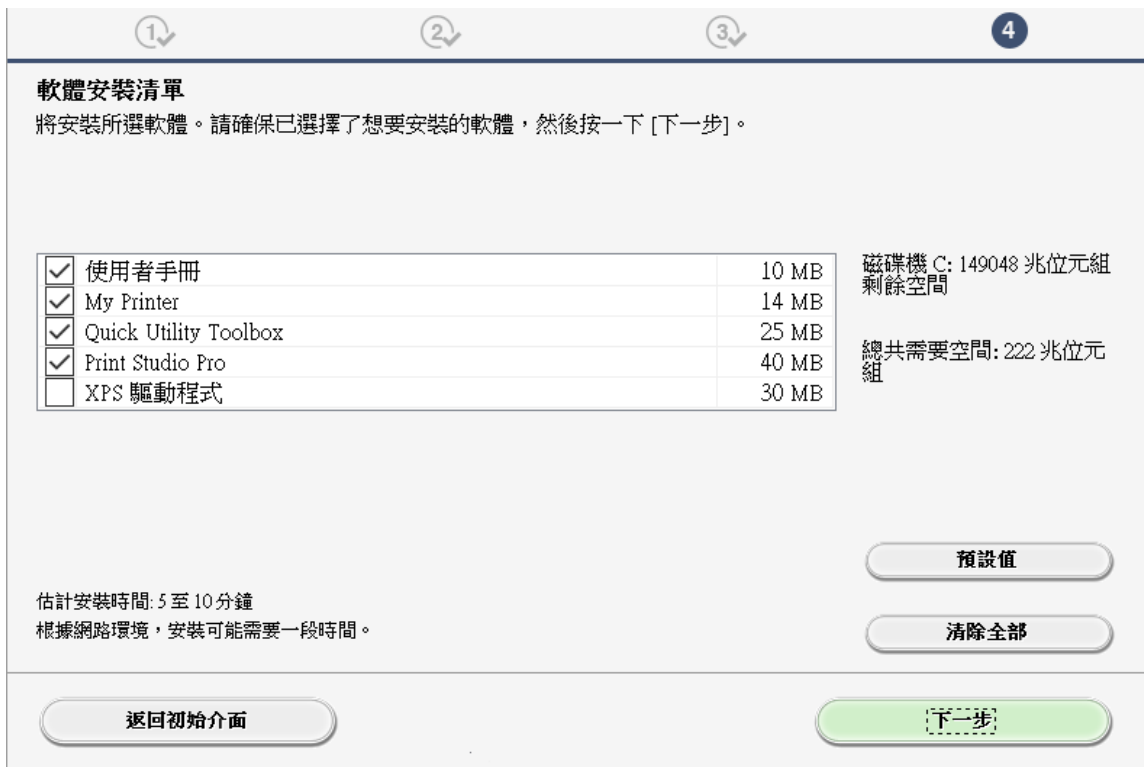 1 2 3 4
軟體安裝清單
將安裝所選軟體。請確保已選擇了想要安裝的軟體，然後按一下 [下一步]。
使用者手冊 10 MB
My Printer 14 MB
Quick Utility Toolbox 25 MB
Print Studio Pro 40 MB
XPS 驅動程式 30 MB
磁碟機 C: 149048 兆位元組
剩餘空間
總共需要空間: 222 兆位元
組
預設值
估計安裝時間: 5 至 10 分鐘
根據網路環境，安裝可能需要一段時間。
清除全部
返回初始介面
下一步